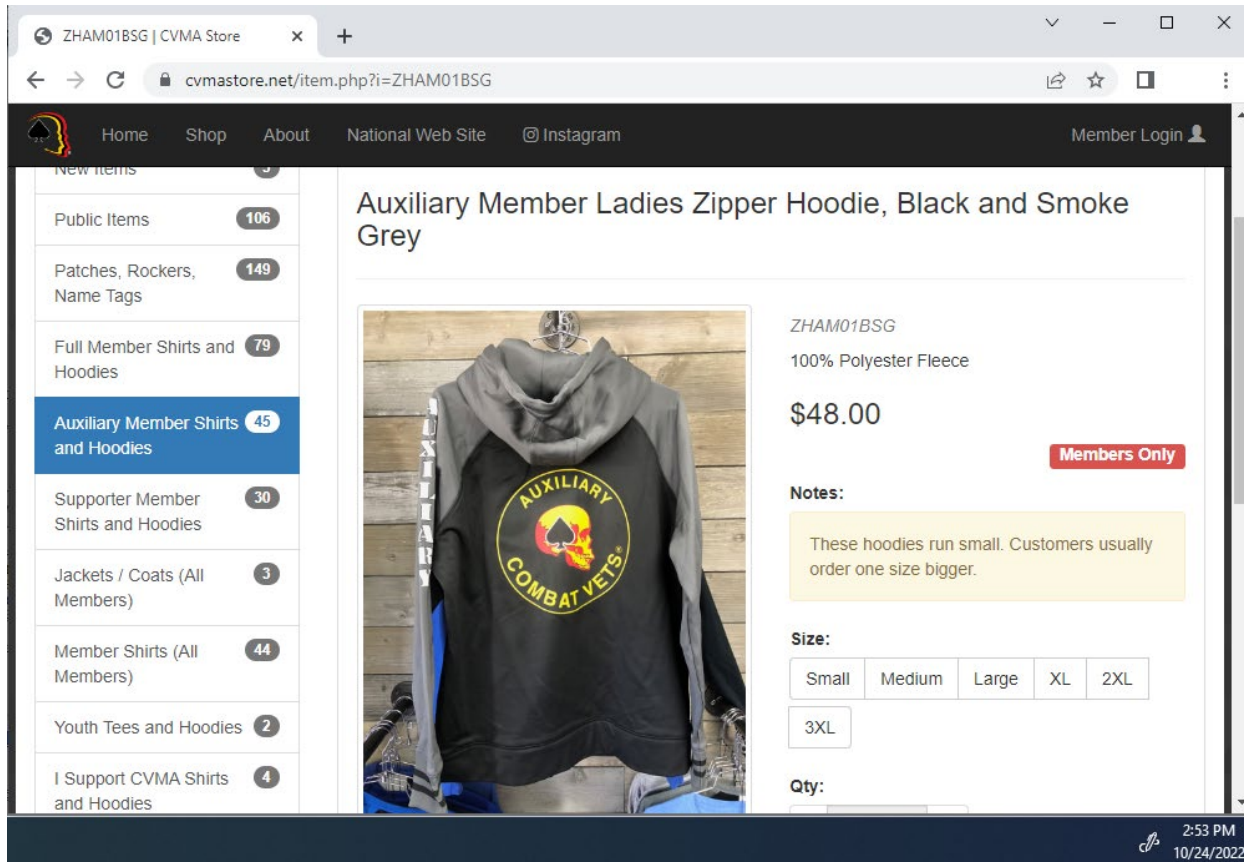 ZHAM01BSG | CVMA Store
cvmastore.net/item.php?i=ZHAM01BSG
Home Shop About National Web Site Instagram Member Login
New Items 5
Public Items 106
Patches, Rockers, 149
Name Tags
Full Member Shirts and 79
Hoodies
Auxiliary Member Shirts 45
and Hoodies
Supporter Member 30
Shirts and Hoodies
Jackets / Coats (All 3
Members)
Member Shirts (All 44
Members)
Youth Tees and Hoodies 2
I Support CVMA Shirts 4
and Hoodies
Auxiliary Member Ladies Zipper Hoodie, Black and Smoke
Grey
AUXILIARY
AUXILIARY
COMBAT VETS®
ZHAM01BSG
100% Polyester Fleece
$48.00
Members Only
Notes:
These hoodies run small. Customers usually
order one size bigger.
Size:
Small Medium Large XL 2XL
3XL
Qty:
2:53 PM
10/24/2022